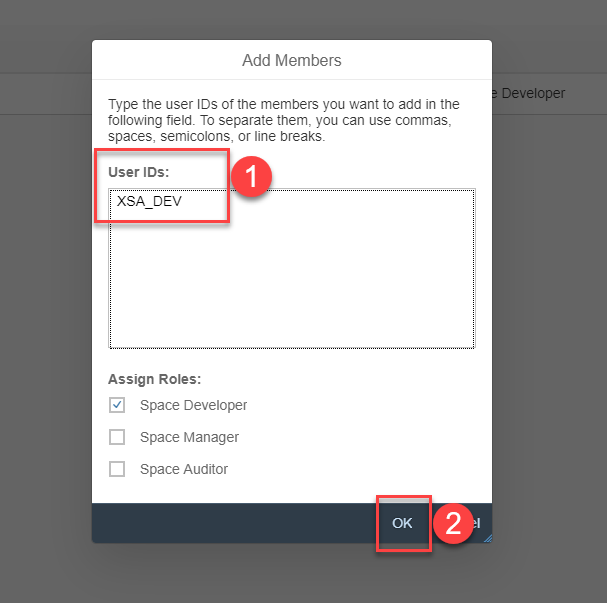 Add Members
Type the user IDs of the members you want to add in the
following field. To separate them, you can use commas,
spaces, semicolons, or line breaks.
Developer
User IDs:
1
XSA_DEV
Assign Roles:
Space Developer
Space Manager
Space Auditor
OK
2